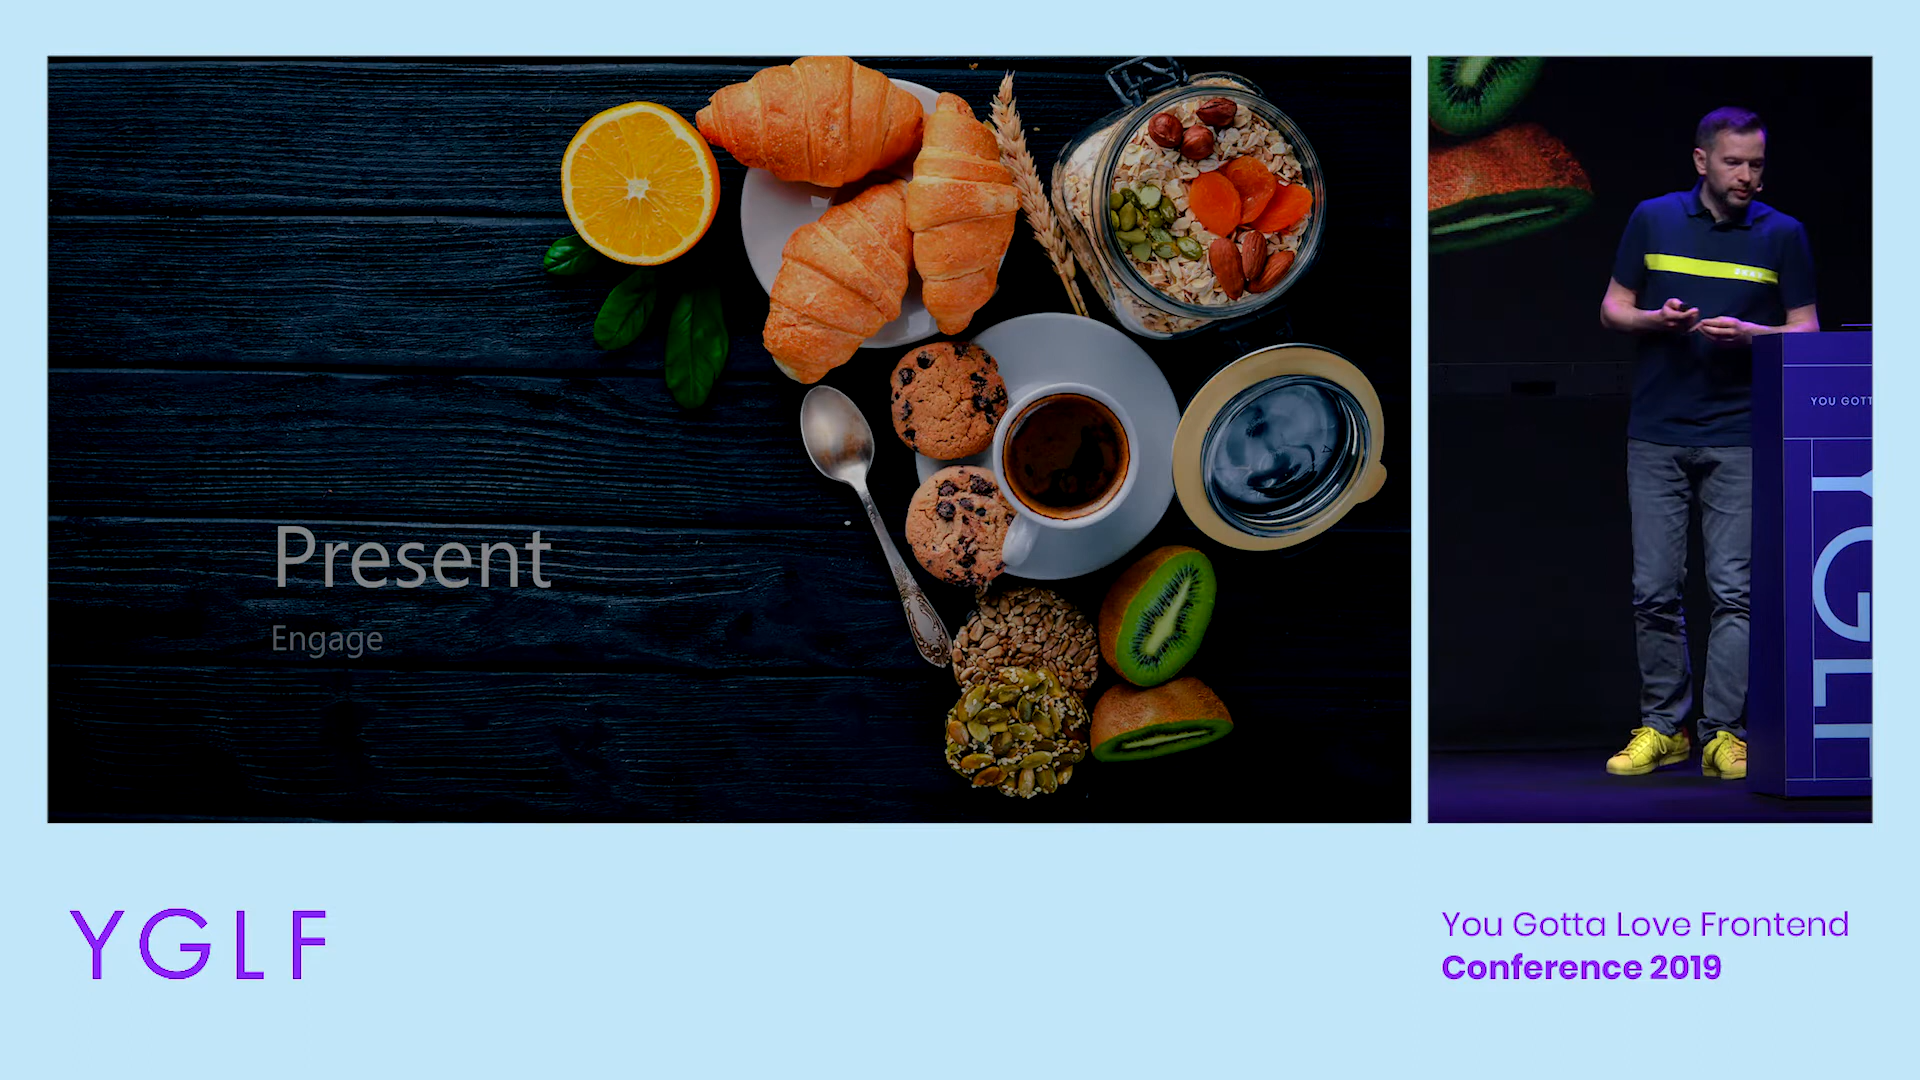 Present
Engage
YOU GOTT
YGLF
YGLF
You Gotta Love Frontend
Conference 2019